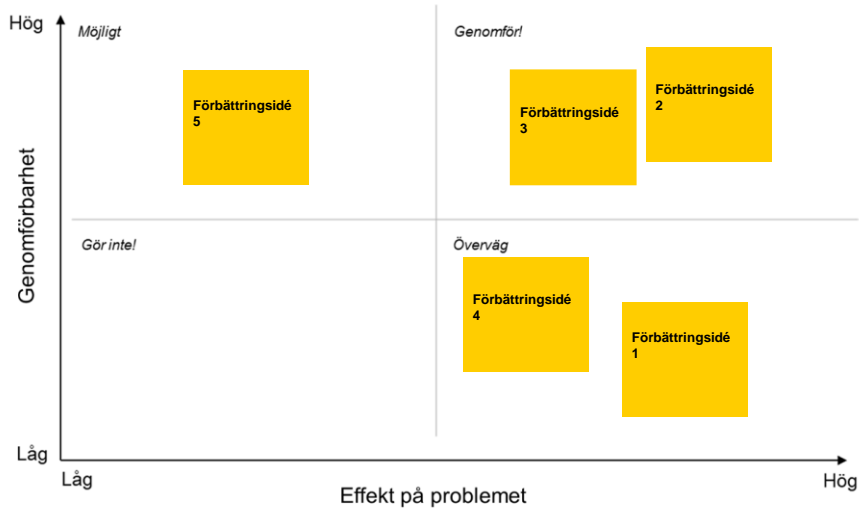 Hög
Möjligt
Genomför!
Förbättringsidé
5
Förbättringsidé
3
Förbättringsidé
2
Genomförbarhet
Gör inte!
Överväg
Förbättringsidé
4
Förbättringsidé
1
Låg
Låg
Hög
Effekt på problemet